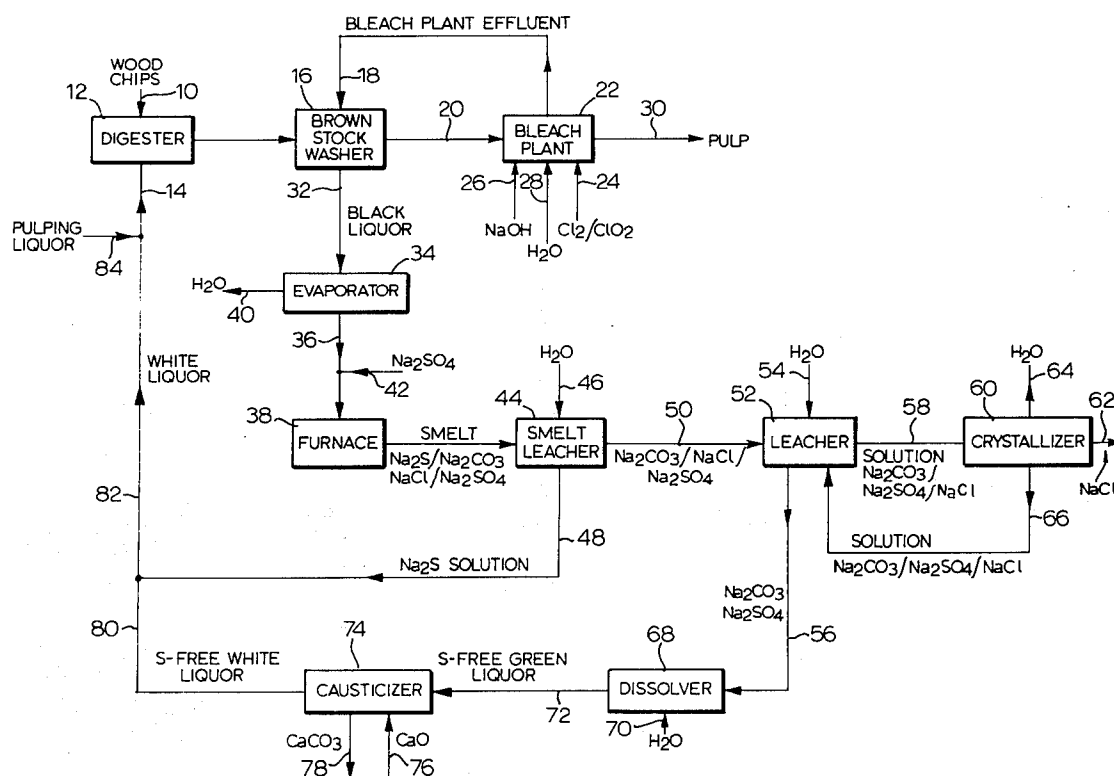 BLEACH PLANT EFFLUENT
WOOD
CHIPS
10
12
DIGESTER
14
16
18
BROWN
STOCK
WASHER
20
22
BLEACH
PLANT
30
PULP
26
28
24
NaOH
H2O
Cl2/ClO2
32
BLACK
LIQUOR
PULPING
LIQUOR
84
34
H2O
40
EVAPORATOR
36
Na2SO4
42
WHITE
LIQUOR
38
FURNACE
SMELT
Na2S/Na2CO3
NaCl/Na2SO4
H2O
46
44
SMELT
LEACHER
50
Na2CO3/NaCl/
Na2SO4
H2O
54
52
LEACHER
58
SOLUTION
Na2CO3/
Na2SO4/NaCl
H2O
64
60
CRYSTALLIZER
62
NaCl
66
SOLUTION
Na2CO3/Na2SO4/NaCl
82
48
Na2S SOLUTION
Na2CO3
Na2SO4
56
80
S-FREE WHITE
LIQUOR
74
CAUSTICIZER
S-FREE GREEN
LIQUOR
72
68
DISSOLVER
70
H2O
CaCO3
78
CaO
76